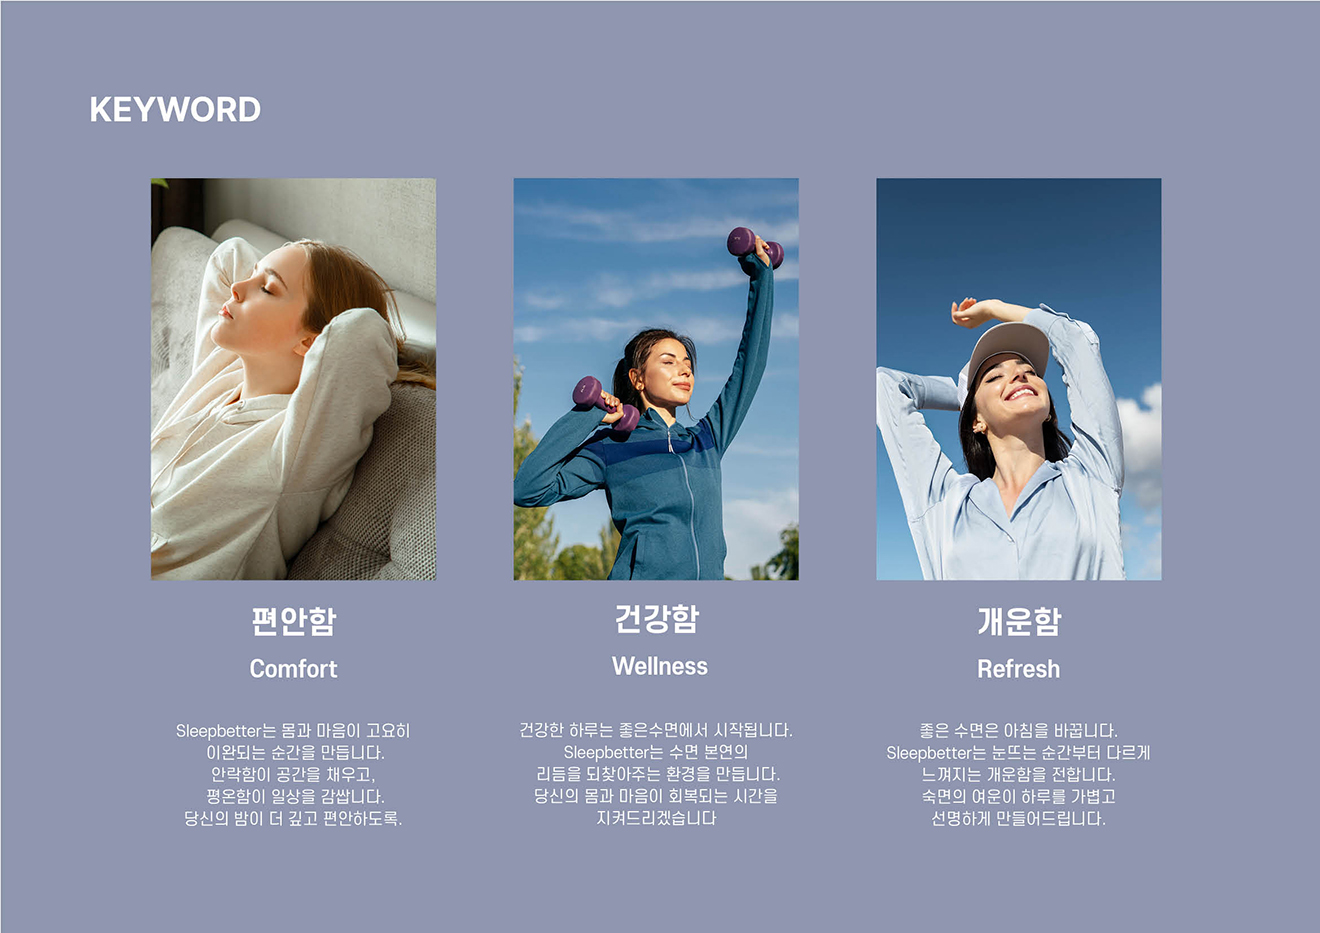 KEYWORD
편안함
Comfort
Sleepbetter는 몸과 마음이 고요히
이완되는 순간을 만듭니다.
안락함이 공간을 채우고,
평온함이 일상을 감쌉니다.
당신의 밤이 더 깊고 편안하도록.
건강함
Wellness
건강한 하루는 좋은수면에서 시작됩니다.
Sleepbetter는 수면 본연의
리듬을 되찾아주는 환경을 만듭니다.
당신의 몸과 마음이 회복되는 시간을
지켜드리겠습니다
개운함
Refresh
좋은 수면은 아침을 바꿉니다.
Sleepbetter는 눈뜨는 순간부터 다르게
느껴지는 개운함을 전합니다.
숙면의 여운이 하루를 가볍고
선명하게 만들어드립니다.